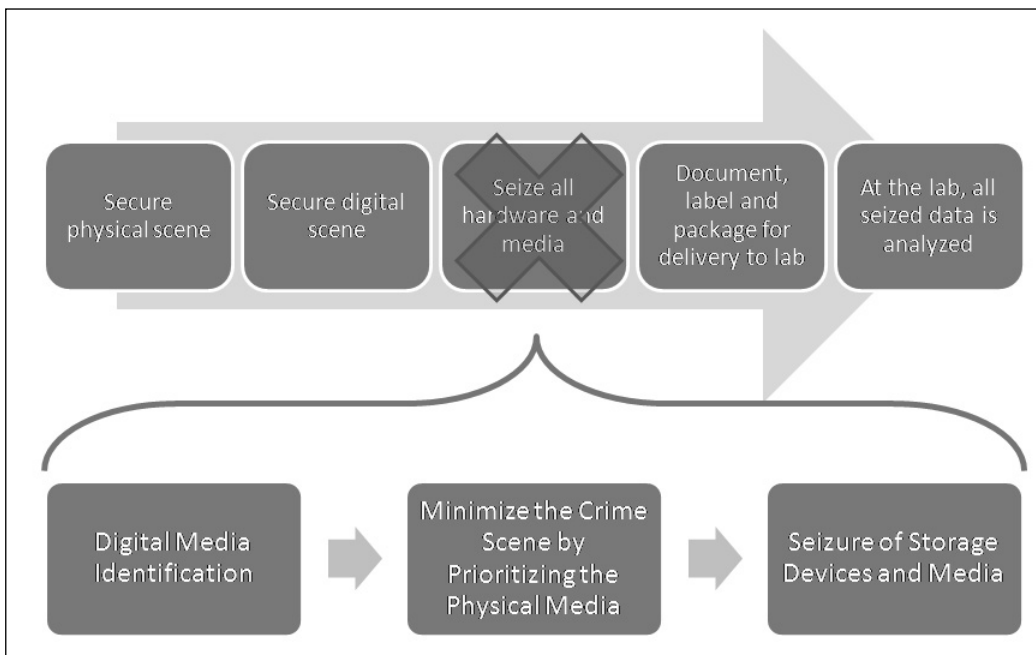 Secure
physical scene
Secure digital
scene
Seize all
hardware and
media
Document,
label and
package for
delivery to lab
At the lab, all
seized data is
analyzed
Digital Media
Identification
Minimize the Crime
Scene by
Prioritizing the
Physical Media
Seizure of Storage
Devices and Media